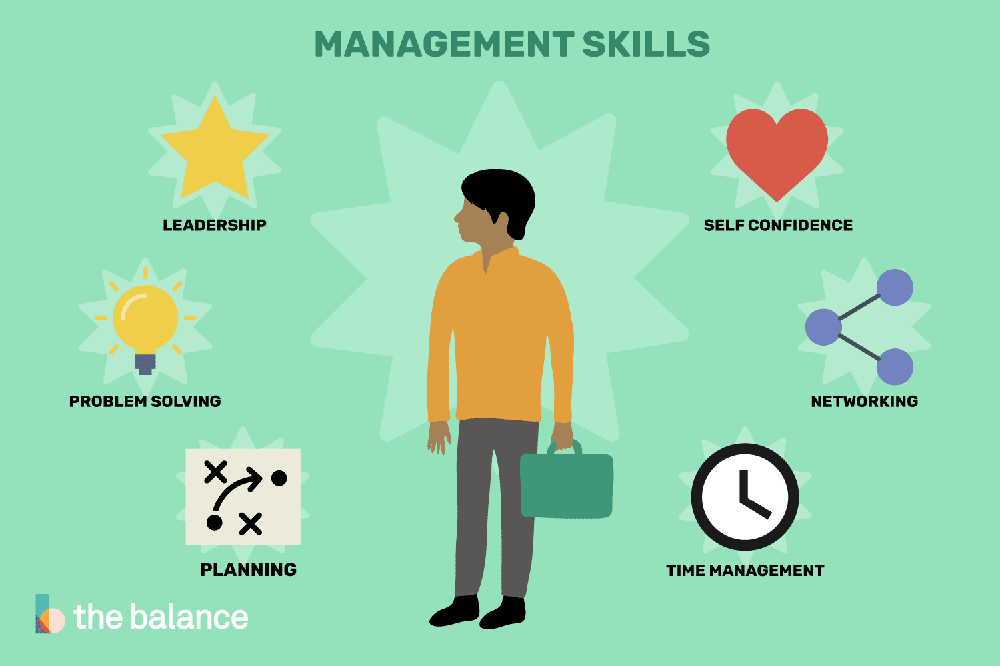 MANAGEMENT SKILLS
LEADERSHIP
SELF CONFIDENCE
PROBLEM SOLVING
NETWORKING
PLANNING
TIME MANAGEMENT
the balance